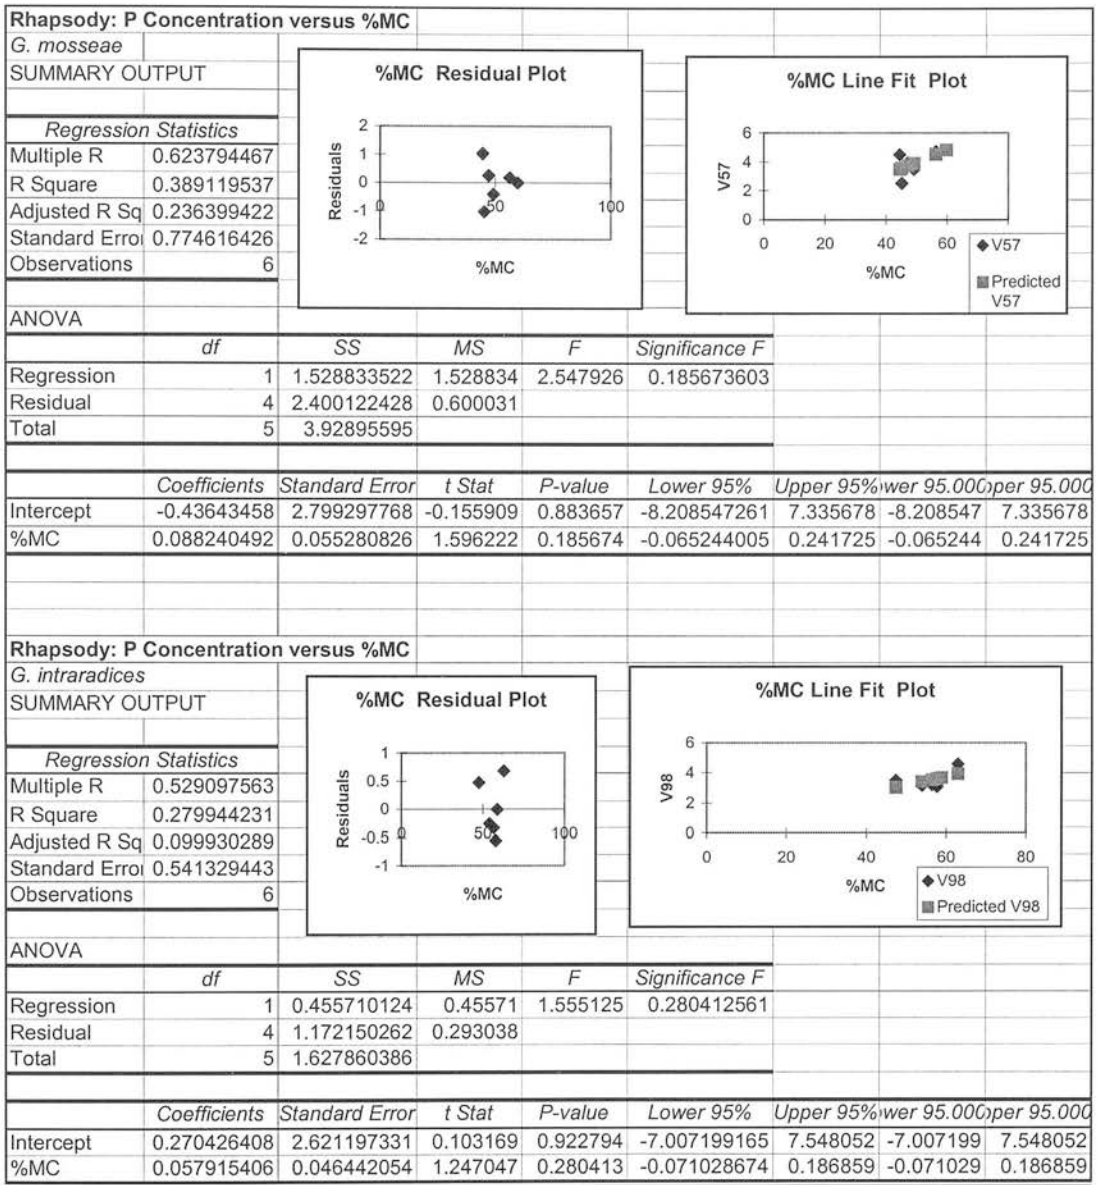 Rhapsody: P Concentration versus %MC
G. mosseae
SUMMARY OUTPUT
Regression Statistics
Multiple R 0.623794467
R Square 0.389119537
Adjusted R Sq 0.236399422
Standard Erro 0.774616426
Observations 6
%MC Residual Plot
2
1
0
-1
-2
0 50 100
Residuals
%MC
%MC Line Fit Plot
6
4
2
0
0 20 40 60
V57
%MC
V57
Predicted
V57
ANOVA
df SS MS F Significance F
Regression 1 1.528833522 1.528834 2.547926 0.185673603
Residual 4 2.400122428 0.600031
Total 5 3.92895595
Coefficients Standard Error t Stat P-value Lower 95% Upper 95% wer 95.000 per 95.000
Intercept -0.43643458 2.799297768 -0.155909 0.883657 -8.208547261 7.335678 -8.208547 7.335678
%MC 0.088240492 0.055280826 1.596222 0.185674 -0.065244005 0.241725 -0.065244 0.241725
Rhapsody: P Concentration versus %MC
G. intraradices
SUMMARY OUTPUT
Regression Statistics
Multiple R 0.529097563
R Square 0.279944231
Adjusted R Sq 0.099930289
Standard Erro 0.541329443
Observations 6
%MC Residual Plot
1
0.5
0
-0.5
-1
0 50 100
Residuals
%MC
%MC Line Fit Plot
6
4
2
0
0 20 40 60 80
V98
%MC
V98
Predicted V98
ANOVA
df SS MS F Significance F
Regression 1 0.455710124 0.45571 1.555125 0.280412561
Residual 4 1.172150262 0.293038
Total 5 1.627860386
Coefficients Standard Error t Stat P-value Lower 95% Upper 95% wer 95.000 per 95.000
Intercept 0.270426408 2.621197331 0.103169 0.922794 -7.007199165 7.548052 -7.007199 7.548052
%MC 0.057915406 0.046442054 1.247047 0.280413 -0.071028674 0.186859 -0.071029 0.186859